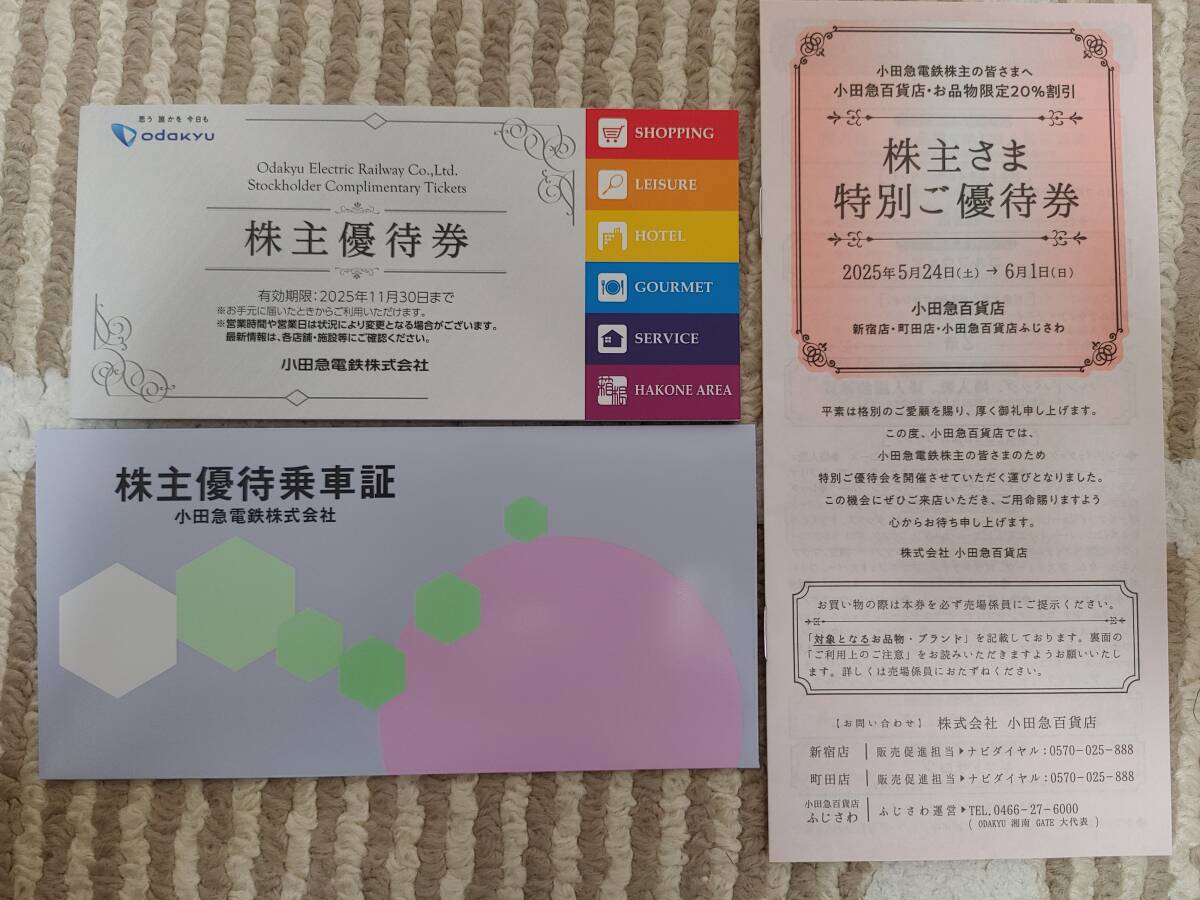 思う 誰かを 今日も
odakyu
Odakyu Electric Railway Co.,Ltd.
Stockholder Complimentary Tickets
株主優待券
有効期限：2025年11月30日まで
※お手元に届いたときからご利用いただけます。
※営業時間や営業日は状況により変更となる場合がございます。
最新情報は、各店舗・施設等にご確認ください。
小田急電鉄株式会社
SHOPPING
LEISURE
HOTEL
GOURMET
SERVICE
箱根
HAKONE AREA
株主優待乗車証
小田急電鉄株式会社
小田急電鉄株主の皆さまへ
小田急百貨店・お品物限定20%割引
株主さま
特別ご優待券
2025年5月24日(土)→6月1日(日)
小田急百貨店
新宿店・町田店・小田急百貨店ふじさわ
平素は格別のご愛顧を賜り、厚く御礼申し上げます。
この度、小田急百貨店では、
小田急電鉄株主の皆さまのため
特別ご優待会を開催させていただく運びとなりました。
この機会にぜひご来店いただき、ご用命賜りますよう
心からお待ち申し上げます。
株式会社 小田急百貨店
お買い物の際は本券を必ず売場係員にご提示ください。
「対象となるお品物・ブランド」を記載しております。裏面の
「ご利用上のご注意」をお読みいただきますようお願いいたし
ます。詳しくは売場係員におたずねください。
【お問い合わせ】 株式会社 小田急百貨店
新宿店 販売促進担当▶ナビダイヤル：0570-025-888
町田店 販売促進担当▶ナビダイヤル：0570-025-888
小田急百貨店
ふじさわ ふじさわ運営▶TEL.0466-27-6000
( ODAKYU 湘南 GATE 大代表 )